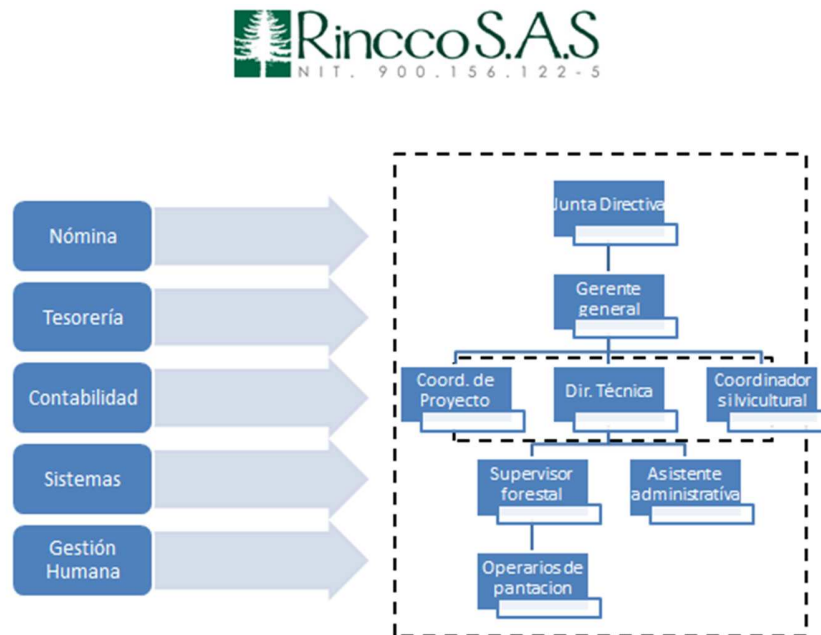 Rincco S.A.S
NIT. 900.156.122-5
Nómina
Tesorería
Contabilidad
Sistemas
Gestión
Humana
Junta Directiva
Gerente
general
Coord. de
Proyecto
Dir. Técnica
Coordinador
silvicultural
Supervisor
forestal
Asistente
administrativa
Operarios de
pantacion